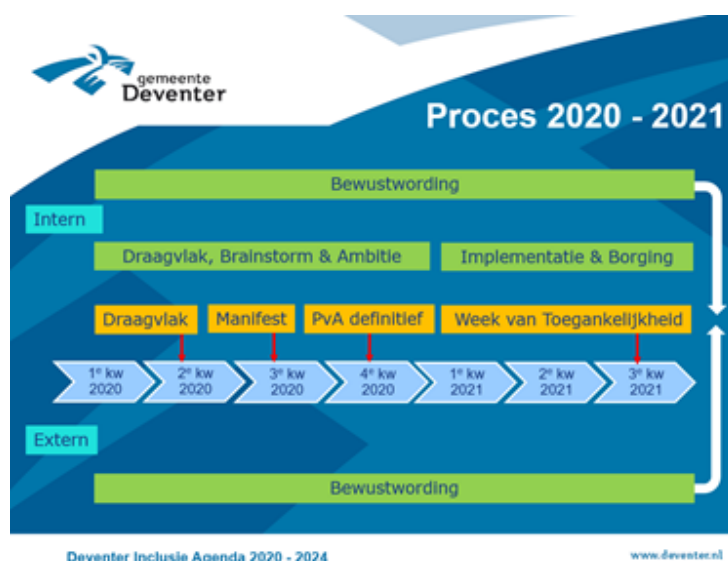 gemeente
Deventer
Proces 2020 - 2021
Bewustwording
Intern
Draagvlak, Brainstorm & Ambitie
Implementatie & Borging
Draagvlak
Manifest
PvA definitief
Week van Toegankelijkheid
1e kw
2020
2e kw
2020
3e kw
2020
4e kw
2020
1e kw
2021
2e kw
2021
3e kw
2021
Extern
Bewustwording
Deventer Inclusie Agenda 2020 - 2024
www.deventer.nl